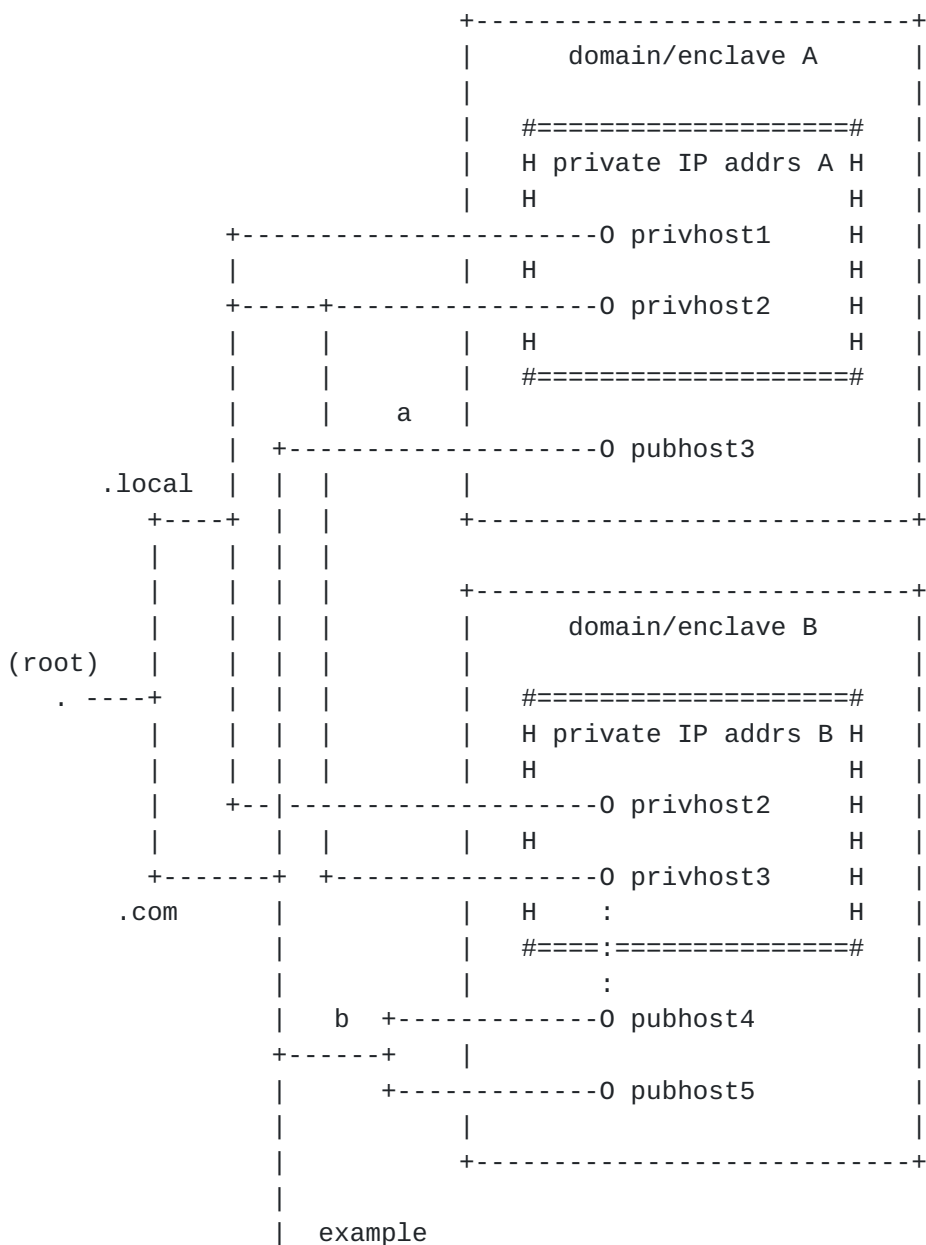 domain/enclave A
private IP addrs A
privhost1
privhost2
a
pubhost3
.local
domain/enclave B
(root)
.
private IP addrs B
privhost2
privhost3
.com
b
pubhost4
pubhost5
example